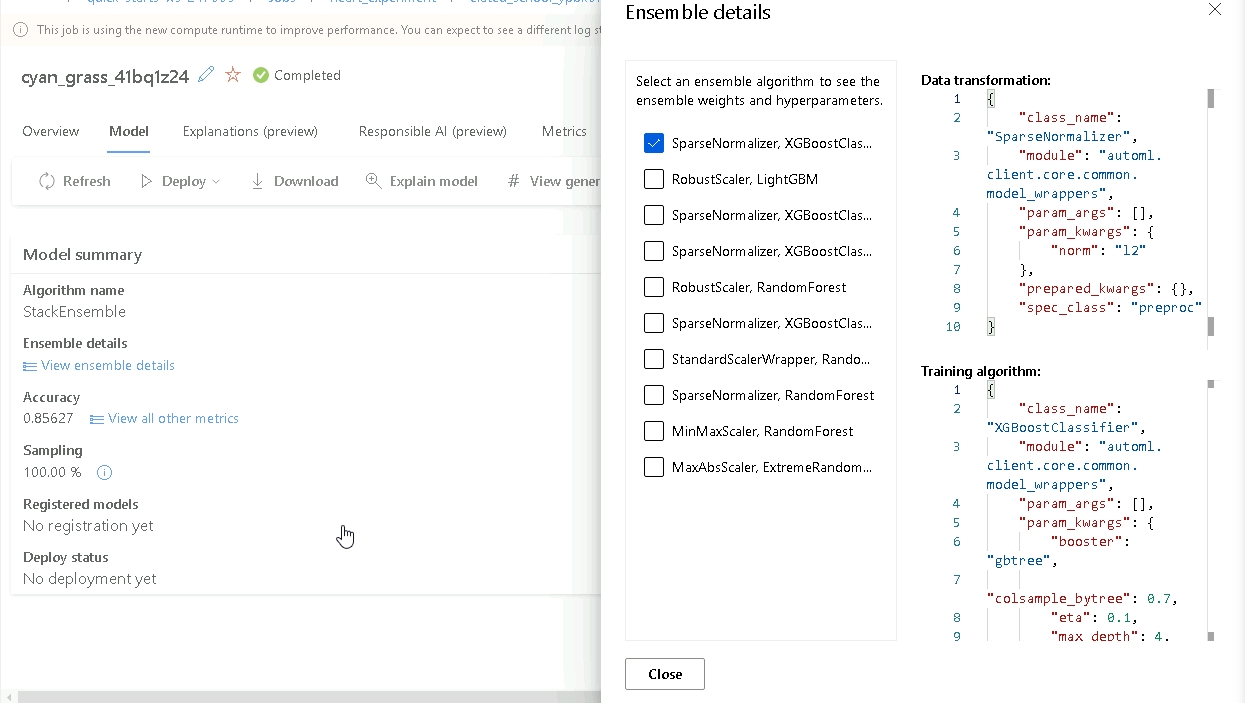 Ensemble details
This job is using the new compute runtime to improve performance. You can expect to see a different log st
cyan_grass_41bq1z24
Completed
Overview
Model
Explanations (preview)
Responsible AI (preview)
Metrics
Refresh
Deploy
Download
Explain model
View gener
Model summary
Algorithm name
StackEnsemble
Ensemble details
View ensemble details
Accuracy
0.85627
View all other metrics
Sampling
100.00 %
Registered models
No registration yet
Deploy status
No deployment yet
Select an ensemble algorithm to see the
ensemble weights and hyperparameters.
SparseNormalizer, XGBoostClas...
RobustScaler, LightGBM
SparseNormalizer, XGBoostClas...
SparseNormalizer, XGBoostClas...
RobustScaler, RandomForest
SparseNormalizer, XGBoostClas...
StandardScalerWrapper, Rando...
SparseNormalizer, RandomForest
MinMaxScaler, RandomForest
MaxAbsScaler, ExtremeRandom...
Close
Data transformation:
1 {
2 "class_name":
"SparseNormalizer",
3 "module": "automl.
client.core.common.
model_wrappers",
4 "param_args": [],
5 "param_kwargs": {
6 "norm": "l2"
7 },
8 "prepared_kwargs": {},
9 "spec_class": "preproc"
10 }
Training algorithm:
1 {
2 "class_name":
"XGBoostClassifier",
3 "module": "automl.
client.core.common.
model_wrappers",
4 "param_args": [],
5 "param_kwargs": {
6 "booster":
"gbtree",
7
"colsample_bytree": 0.7,
8 "eta": 0.1,
9 "max_depth": 4,